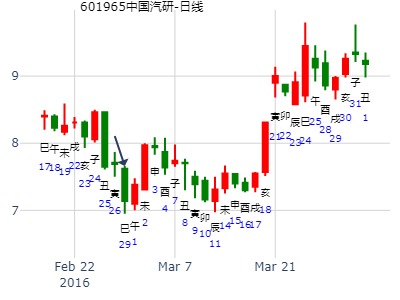 601965中国汽研-日线
9
8
7
巳
17
午
18
未
19
戌
22
亥
23
子
24
丑
25
寅
26
巳
29
午
1
未
2
申
3
酉
4
子
7
丑
8
寅
9
卯
10
辰
11
未
14
申
15
酉
16
戌
17
亥
18
寅
21
卯
22
辰
23
巳
24
午
25
酉
28
戌
29
亥
30
子
31
丑
1
Feb 22
2016
Mar 7
Mar 21